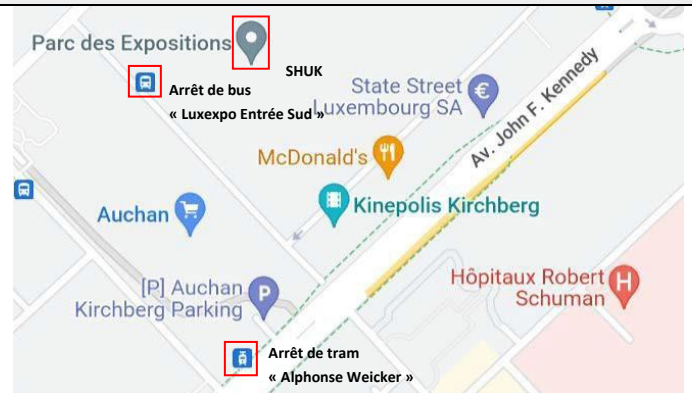 Parc des Expositions
SHUK
Arrêt de bus
« Luxexpo Entrée Sud »
State Street
Luxembourg SA
€
Av. John F. Kennedy
McDonald's
Auchan
Kinepolis Kirchberg
[P] Auchan
Kirchberg Parking
P
Hôpitaux Robert
Schuman
H
Arrêt de tram
« Alphonse Weicker »